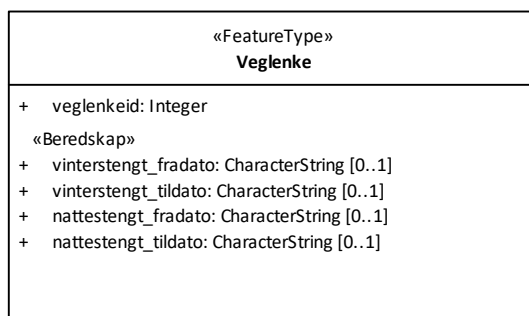 «FeatureType»
Veglenke
+ veglenkeid: Integer
«Beredskap»
+ vinterstengt_fradato: CharacterString [0..1]
+ vinterstengt_tildato: CharacterString [0..1]
+ nattestengt_fradato: CharacterString [0..1]
+ nattestengt_tildato: CharacterString [0..1]